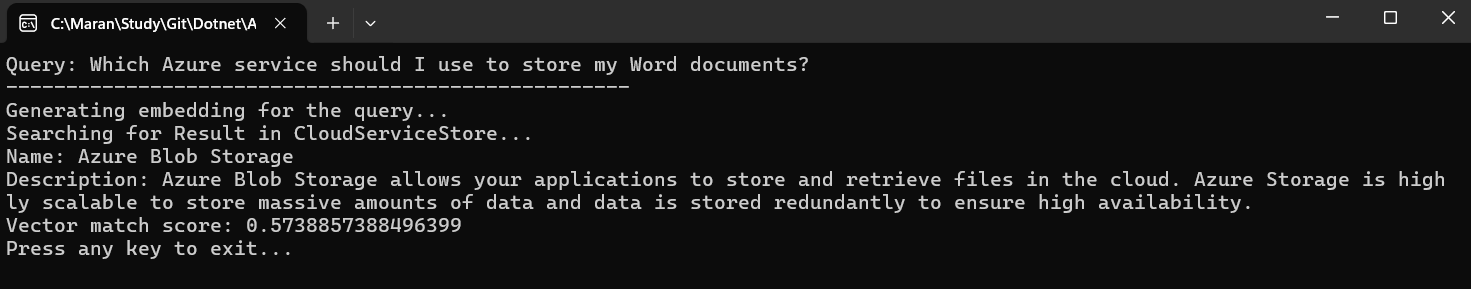 C:\Maran\Study\Git\Dotnet\A
Query: Which Azure service should I use to store my Word documents?
----------------------------------------------------
Generating embedding for the query...
Searching for Result in CloudServiceStore...
Name: Azure Blob Storage
Description: Azure Blob Storage allows your applications to store and retrieve files in the cloud. Azure Storage is high
ly scalable to store massive amounts of data and data is stored redundantly to ensure high availability.
Vector match score: 0.5738857388496399
Press any key to exit...